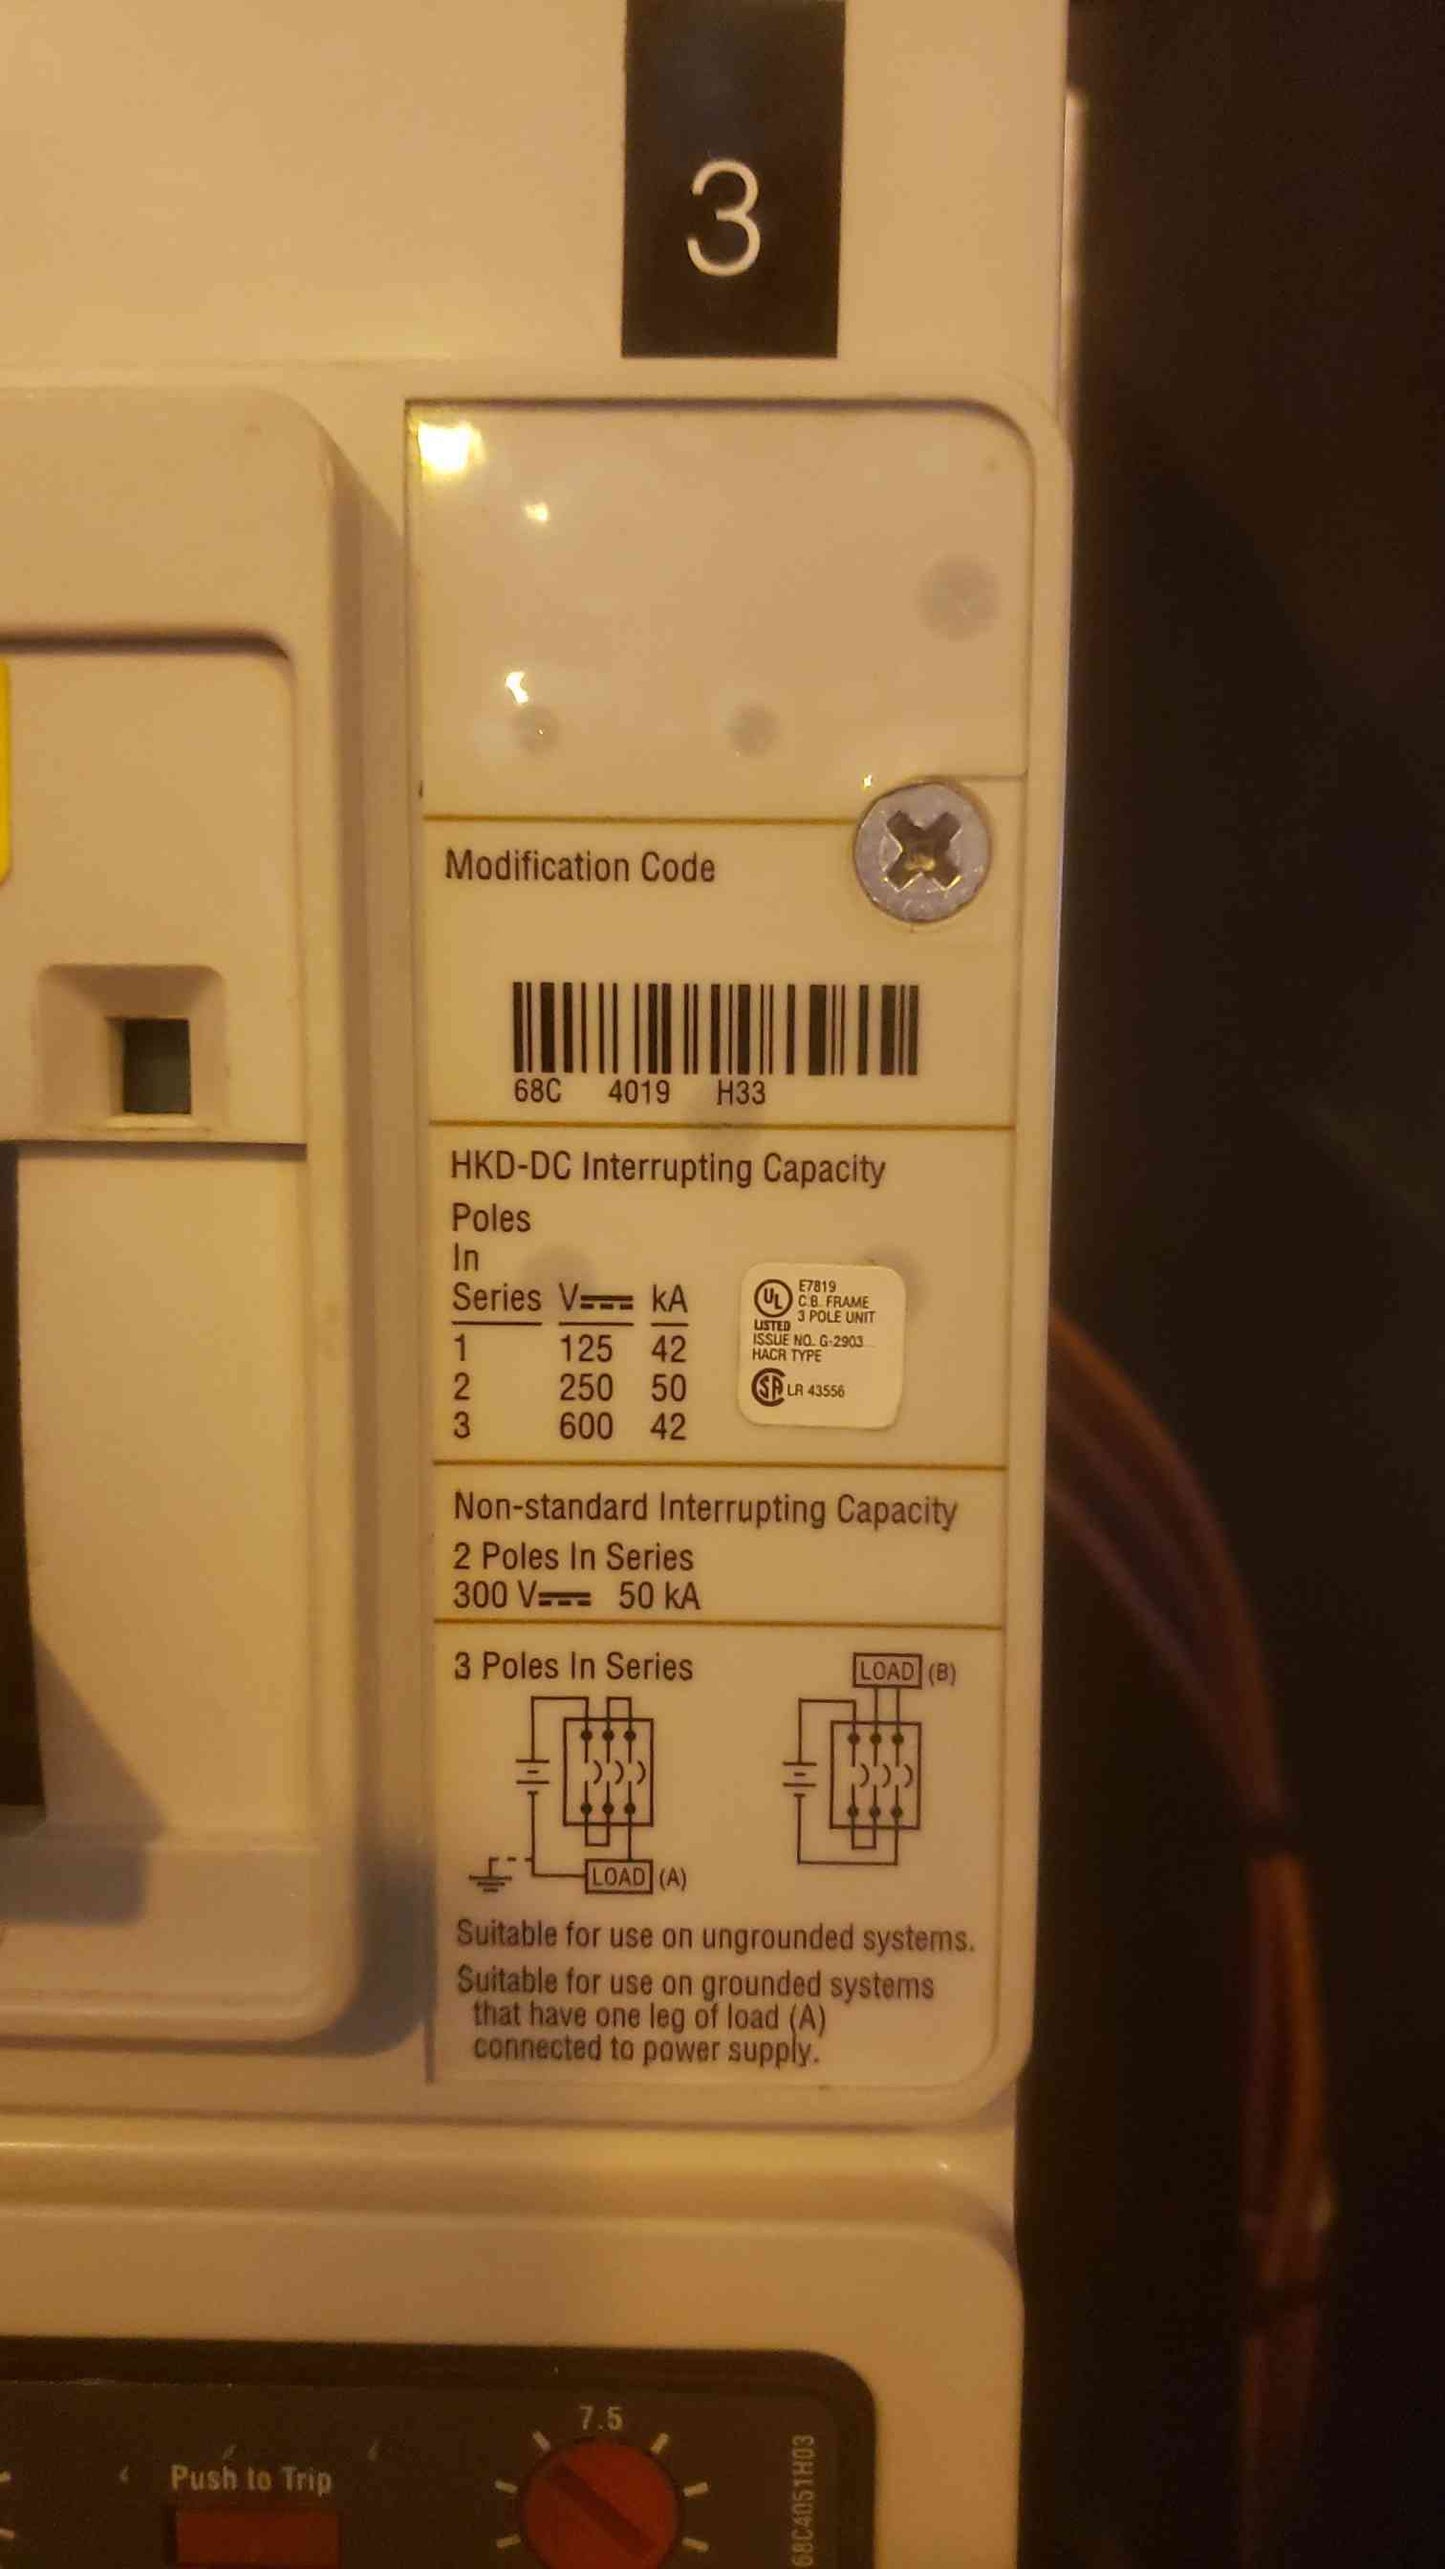 3
Modification Code
68C 4019 H33
HKD-DC Interrupting Capacity
Poles
In
Series V kA
1 125 42
2 250 50
3 600 42
UL
LISTED
E7819
C.B. FRAME
3 POLE UNIT
ISSUE NO. G-2903
HACR TYPE
SA LR 43556
Non-standard Interrupting Capacity
2 Poles In Series
300 V 50 kA
3 Poles In Series
LOAD (B)
LOAD (A)
Suitable for use on ungrounded systems.
Suitable for use on grounded systems
that have one leg of load (A)
connected to power supply.
7.5
Push to Trip
68C4051H03